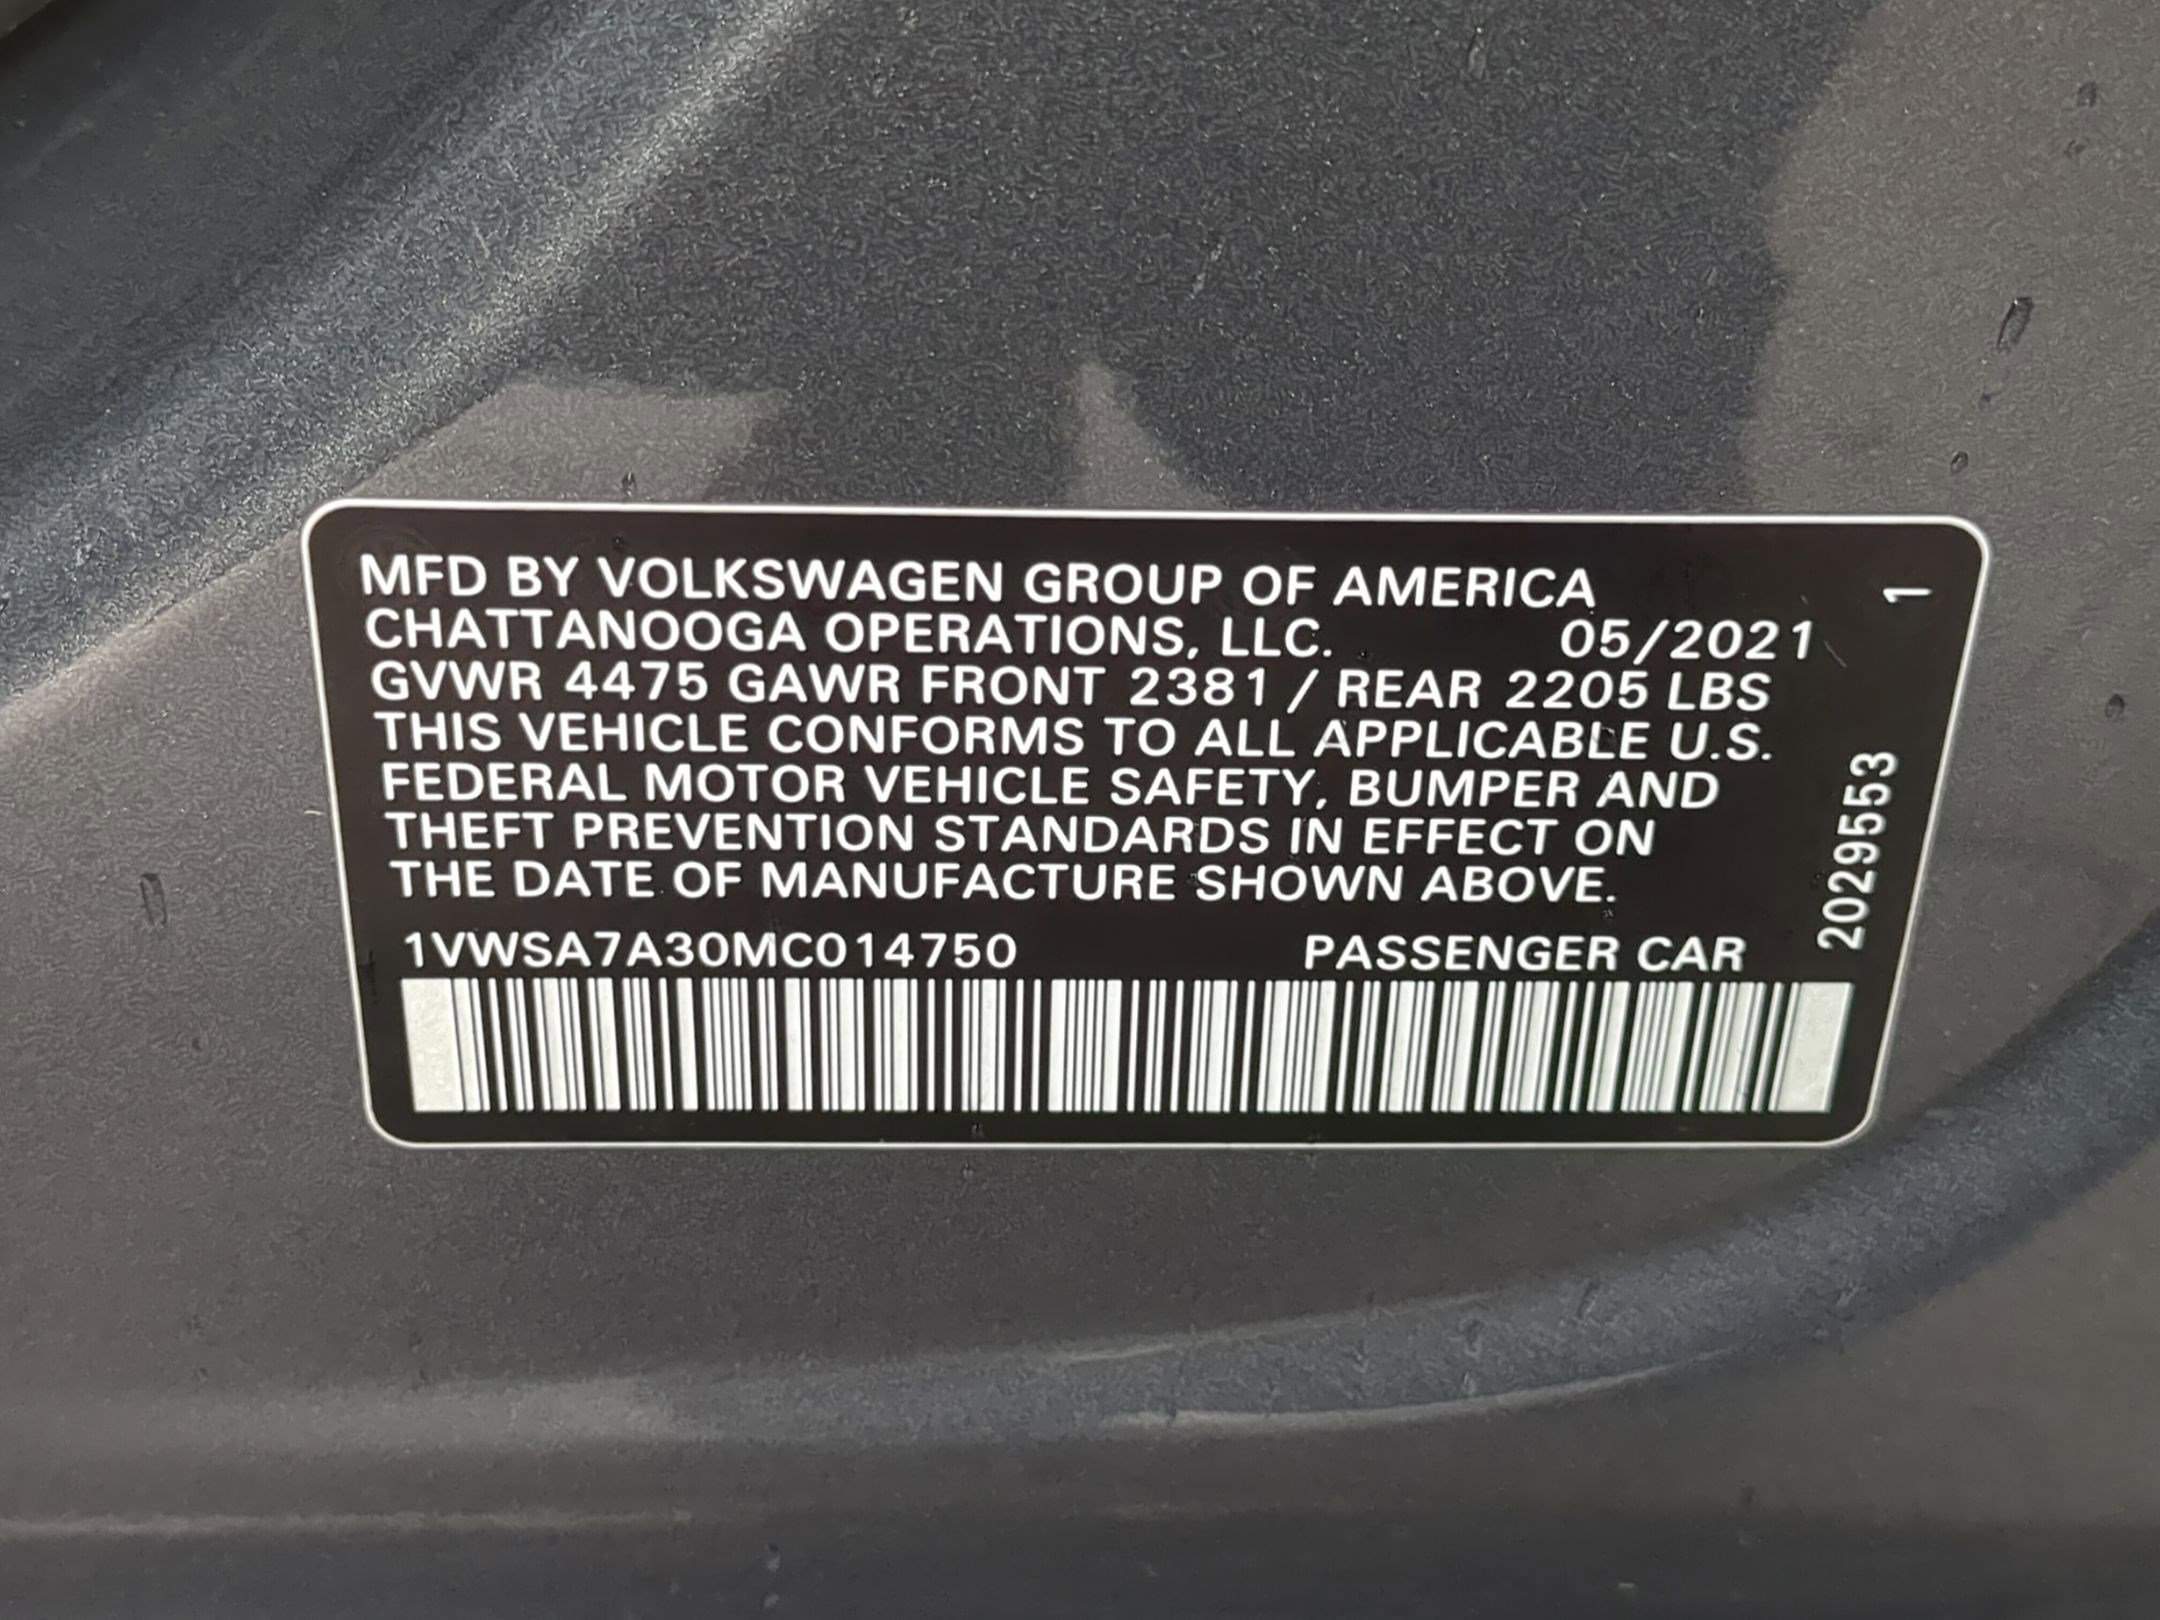 MFD BY VOLKSWAGEN GROUP OF AMERICA
CHATTANOOGA OPERATIONS, LLC. 05/2021
GVWR 4475 GAWR FRONT 2381 / REAR 2205 LBS
THIS VEHICLE CONFORMS TO ALL APPLICABLE U.S.
FEDERAL MOTOR VEHICLE SAFETY, BUMPER AND
THEFT PREVENTION STANDARDS IN EFFECT ON
THE DATE OF MANUFACTURE SHOWN ABOVE.
1VWSA7A30MC014750 PASSENGER CAR
2029553
1